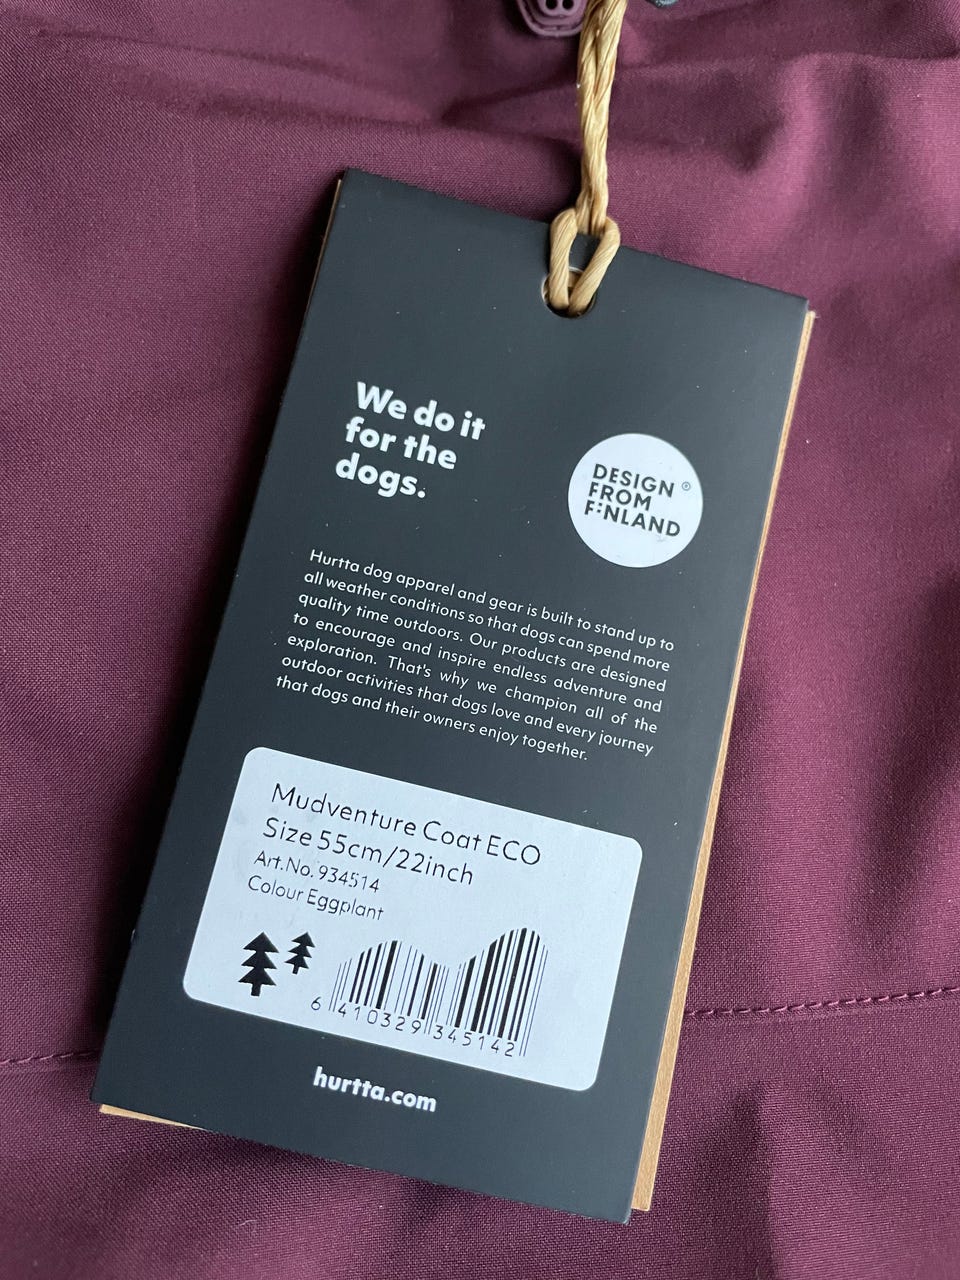 We do it
for the
dogs.
DESIGN ®
FROM
FINLAND
Hurtta dog apparel and gear is built to stand up to
all weather conditions so that dogs can spend more
quality time outdoors. Our products are designed
to encourage and inspire endless adventure and
exploration. That's why we champion all of the
outdoor activities that dogs love and every journey
that dogs and their owners enjoy together.
Mudventure Coat ECO
Size 55cm/22inch
Art.No. 934514
Colour Eggplant
6 410329 345142
hurtta.com